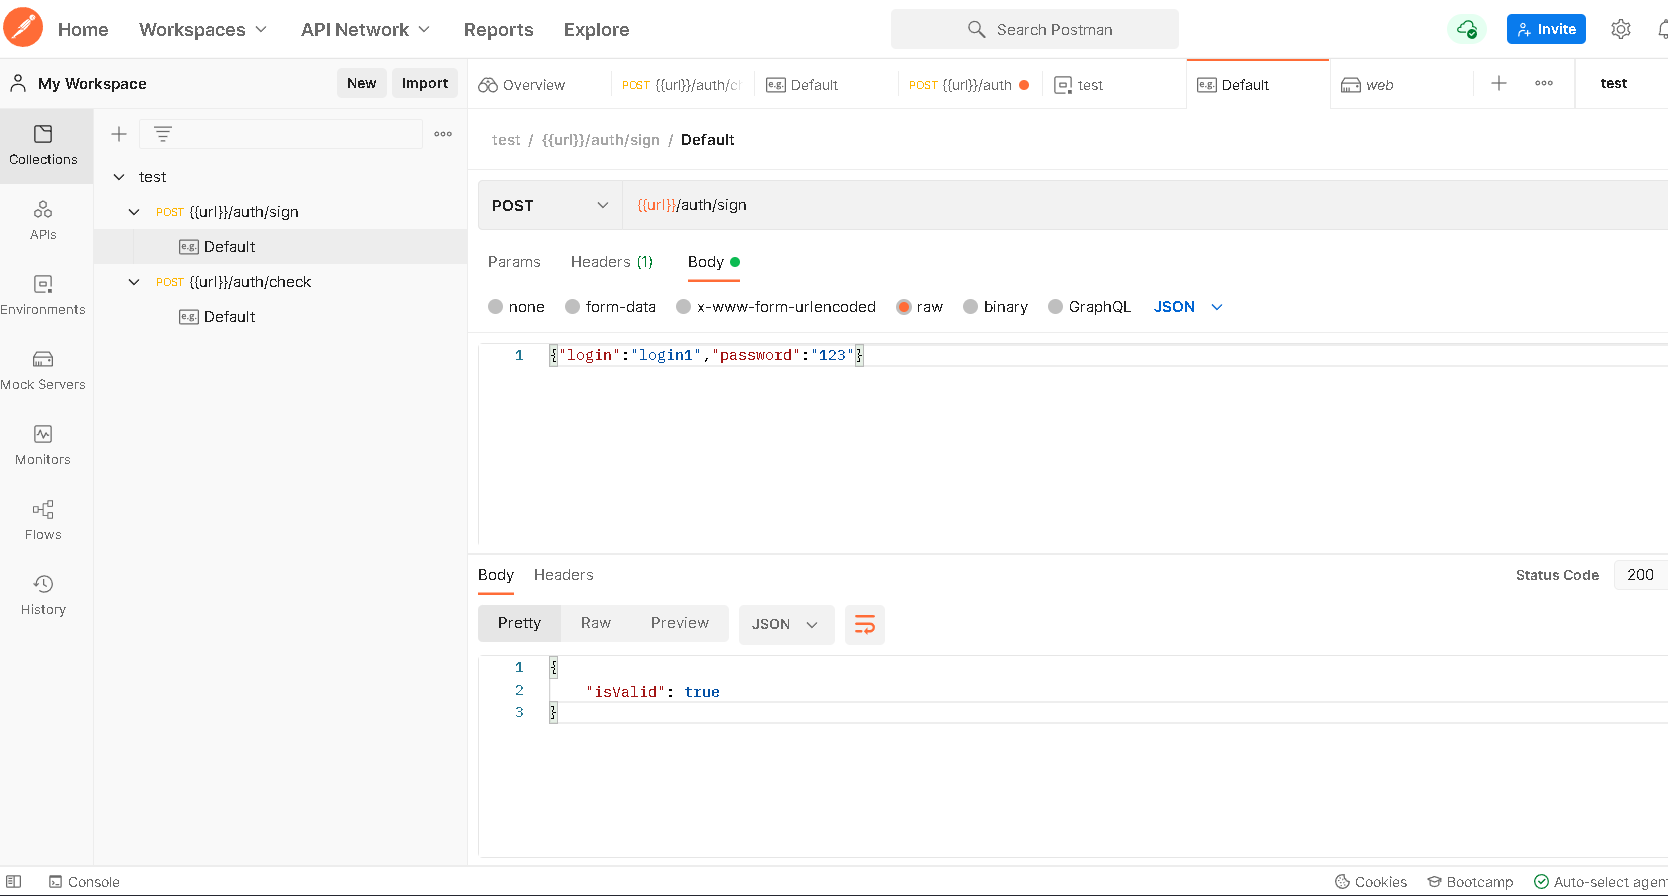 Home Workspaces API Network Reports Explore Search Postman Invite
My Workspace New Import Overview POST {{url}}/auth/c e.g. Default POST {{url}}/auth test e.g. Default web test
Collections
APIs
Environments
Mock Servers
Monitors
Flows
History
test
POST {{url}}/auth/sign
e.g. Default
POST {{url}}/auth/check
e.g. Default
test / {{url}}/auth/sign / Default
POST {{url}}/auth/sign
Params Headers (1) Body
none form-data x-www-form-urlencoded raw binary GraphQL JSON
1 {"login":"login1","password":"123"}
Body Headers Status Code 200
Pretty Raw Preview JSON
1 {
2 "isValid": true
3 }
Console Cookies Bootcamp Auto-select agent